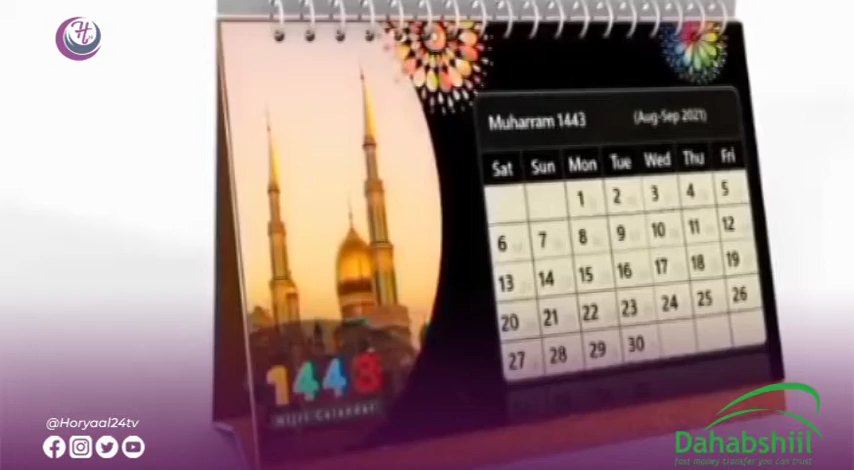 H
Muharram 1443 (Aug-Sep 2021)
Sat Sun Mon Tue Wed Thu Fri
1 2 3 4 5
6 7 8 9 10 11 12
13 14 15 16 17 18 19
20 21 22 23 24 25 26
27 28 29 30
1443
Hijri Calendar
@Horyaal24tv
Dahabshiil
fast money transfer you can trust